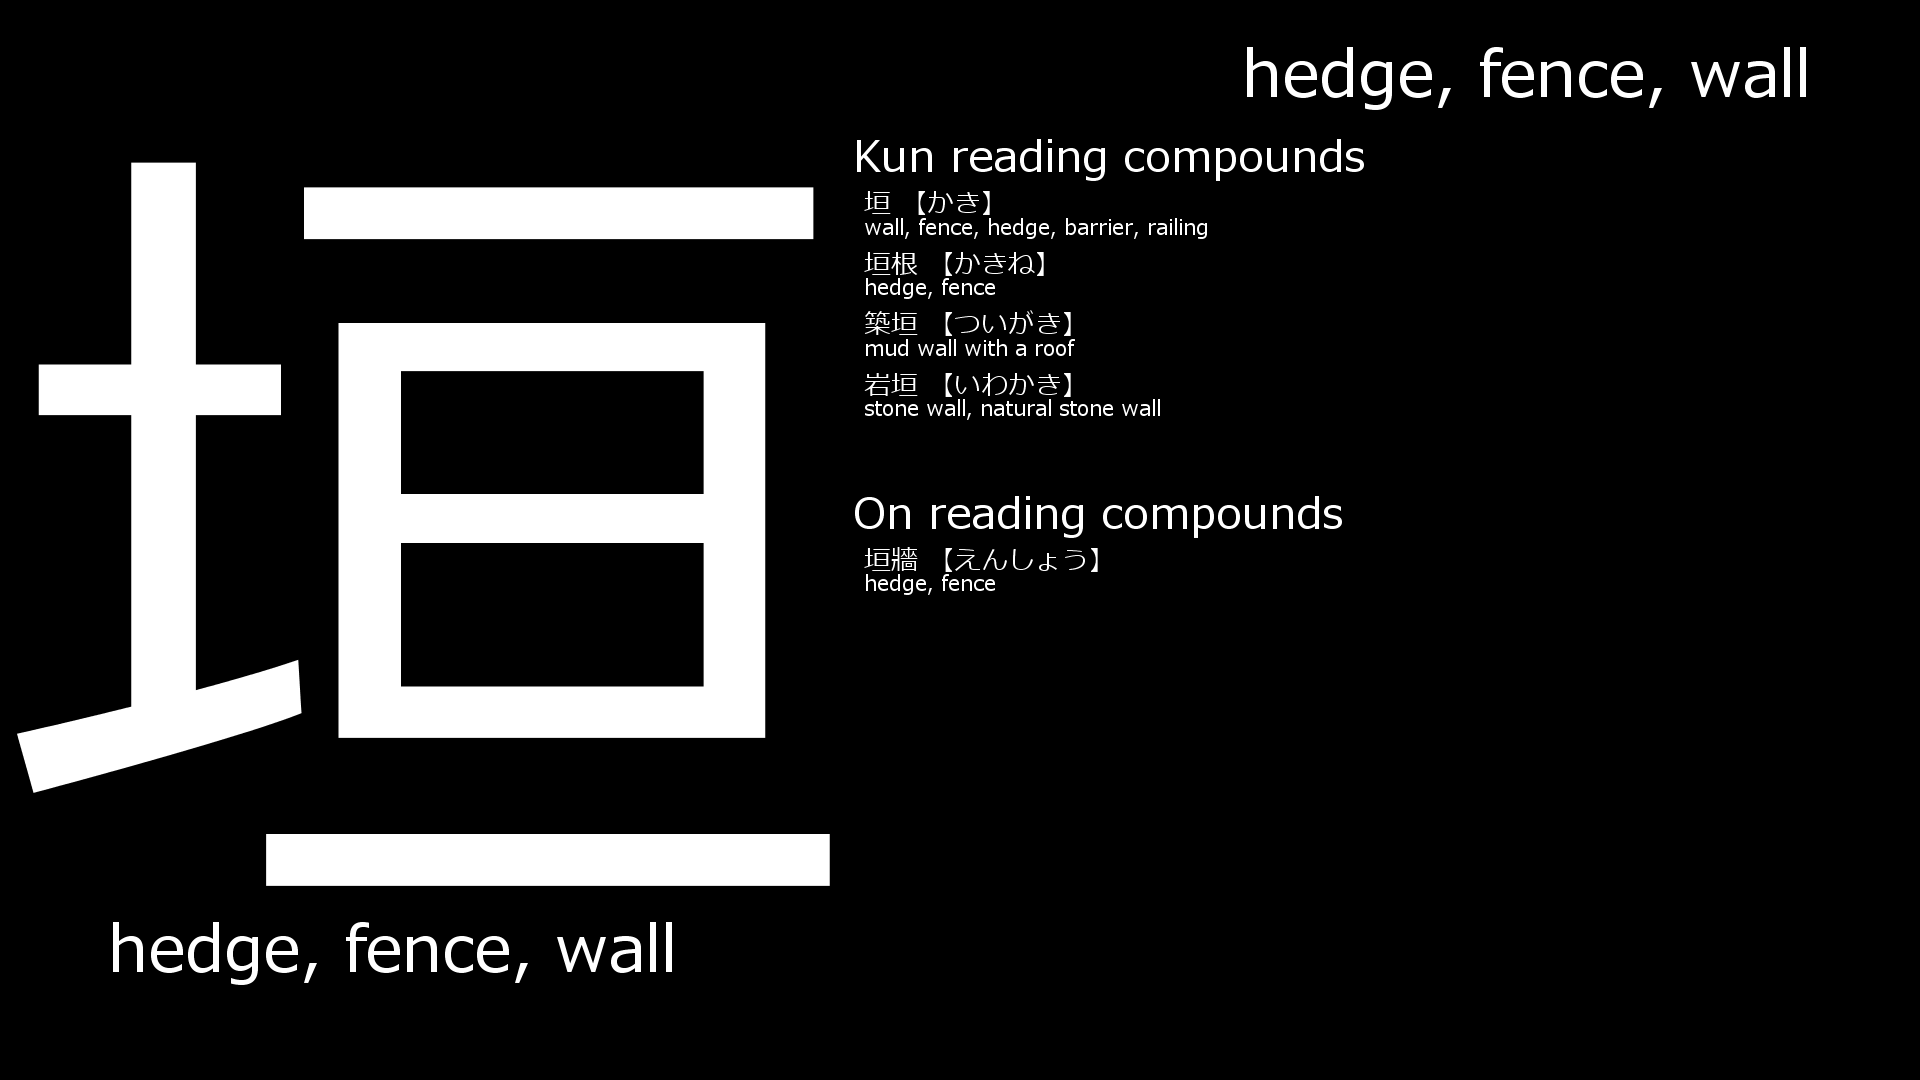 hedge, fence, wall
垣
hedge, fence, wall
Kun reading compounds
垣 【かき】
wall, fence, hedge, barrier, railing
垣根 【かきね】
hedge, fence
築垣 【ついがき】
mud wall with a roof
岩垣 【いわかき】
stone wall, natural stone wall
On reading compounds
垣牆 【えんしょう】
hedge, fence